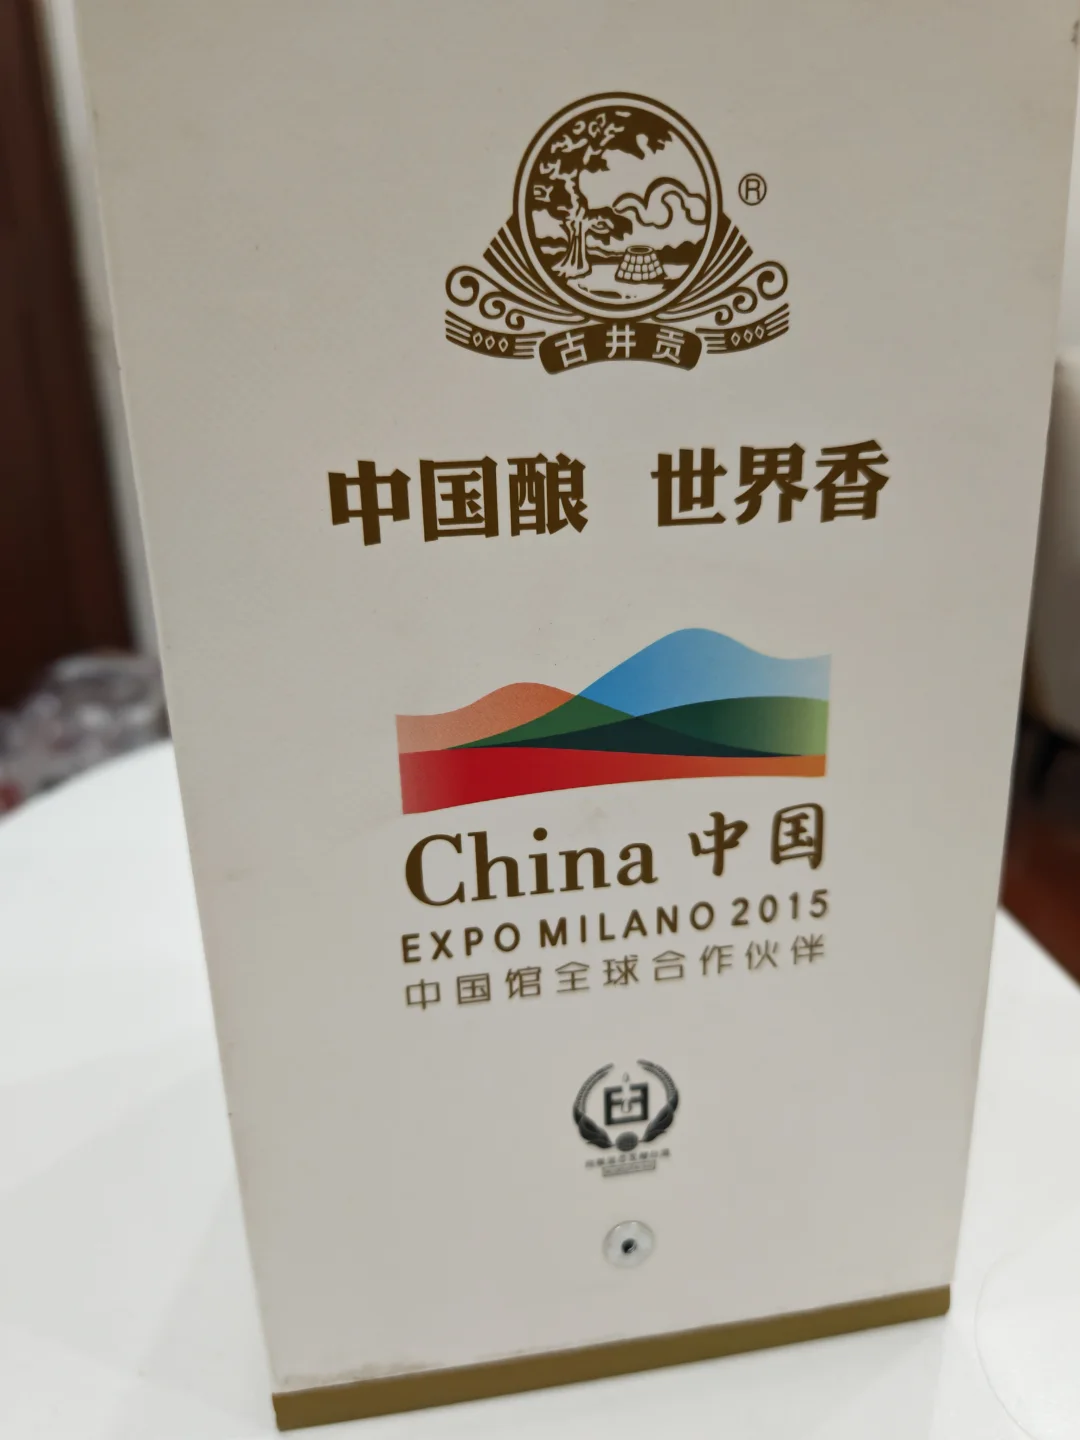 ®
古井贡
中国酿 世界香
China 中国
EXPO MILANO 2015
中国馆全球合作伙伴